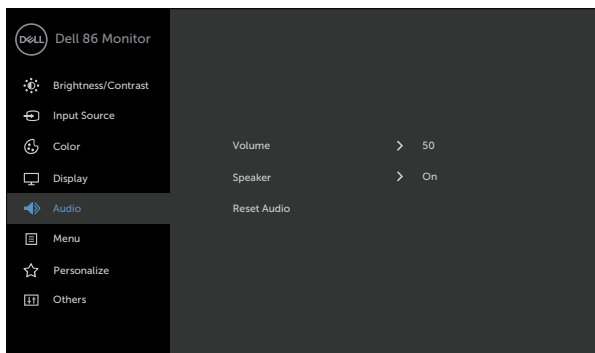 DELL Dell 86 Monitor
Brightness/Contrast
Input Source
Color
Display
Audio
Menu
Personalize
Others
Volume 50
Speaker On
Reset Audio